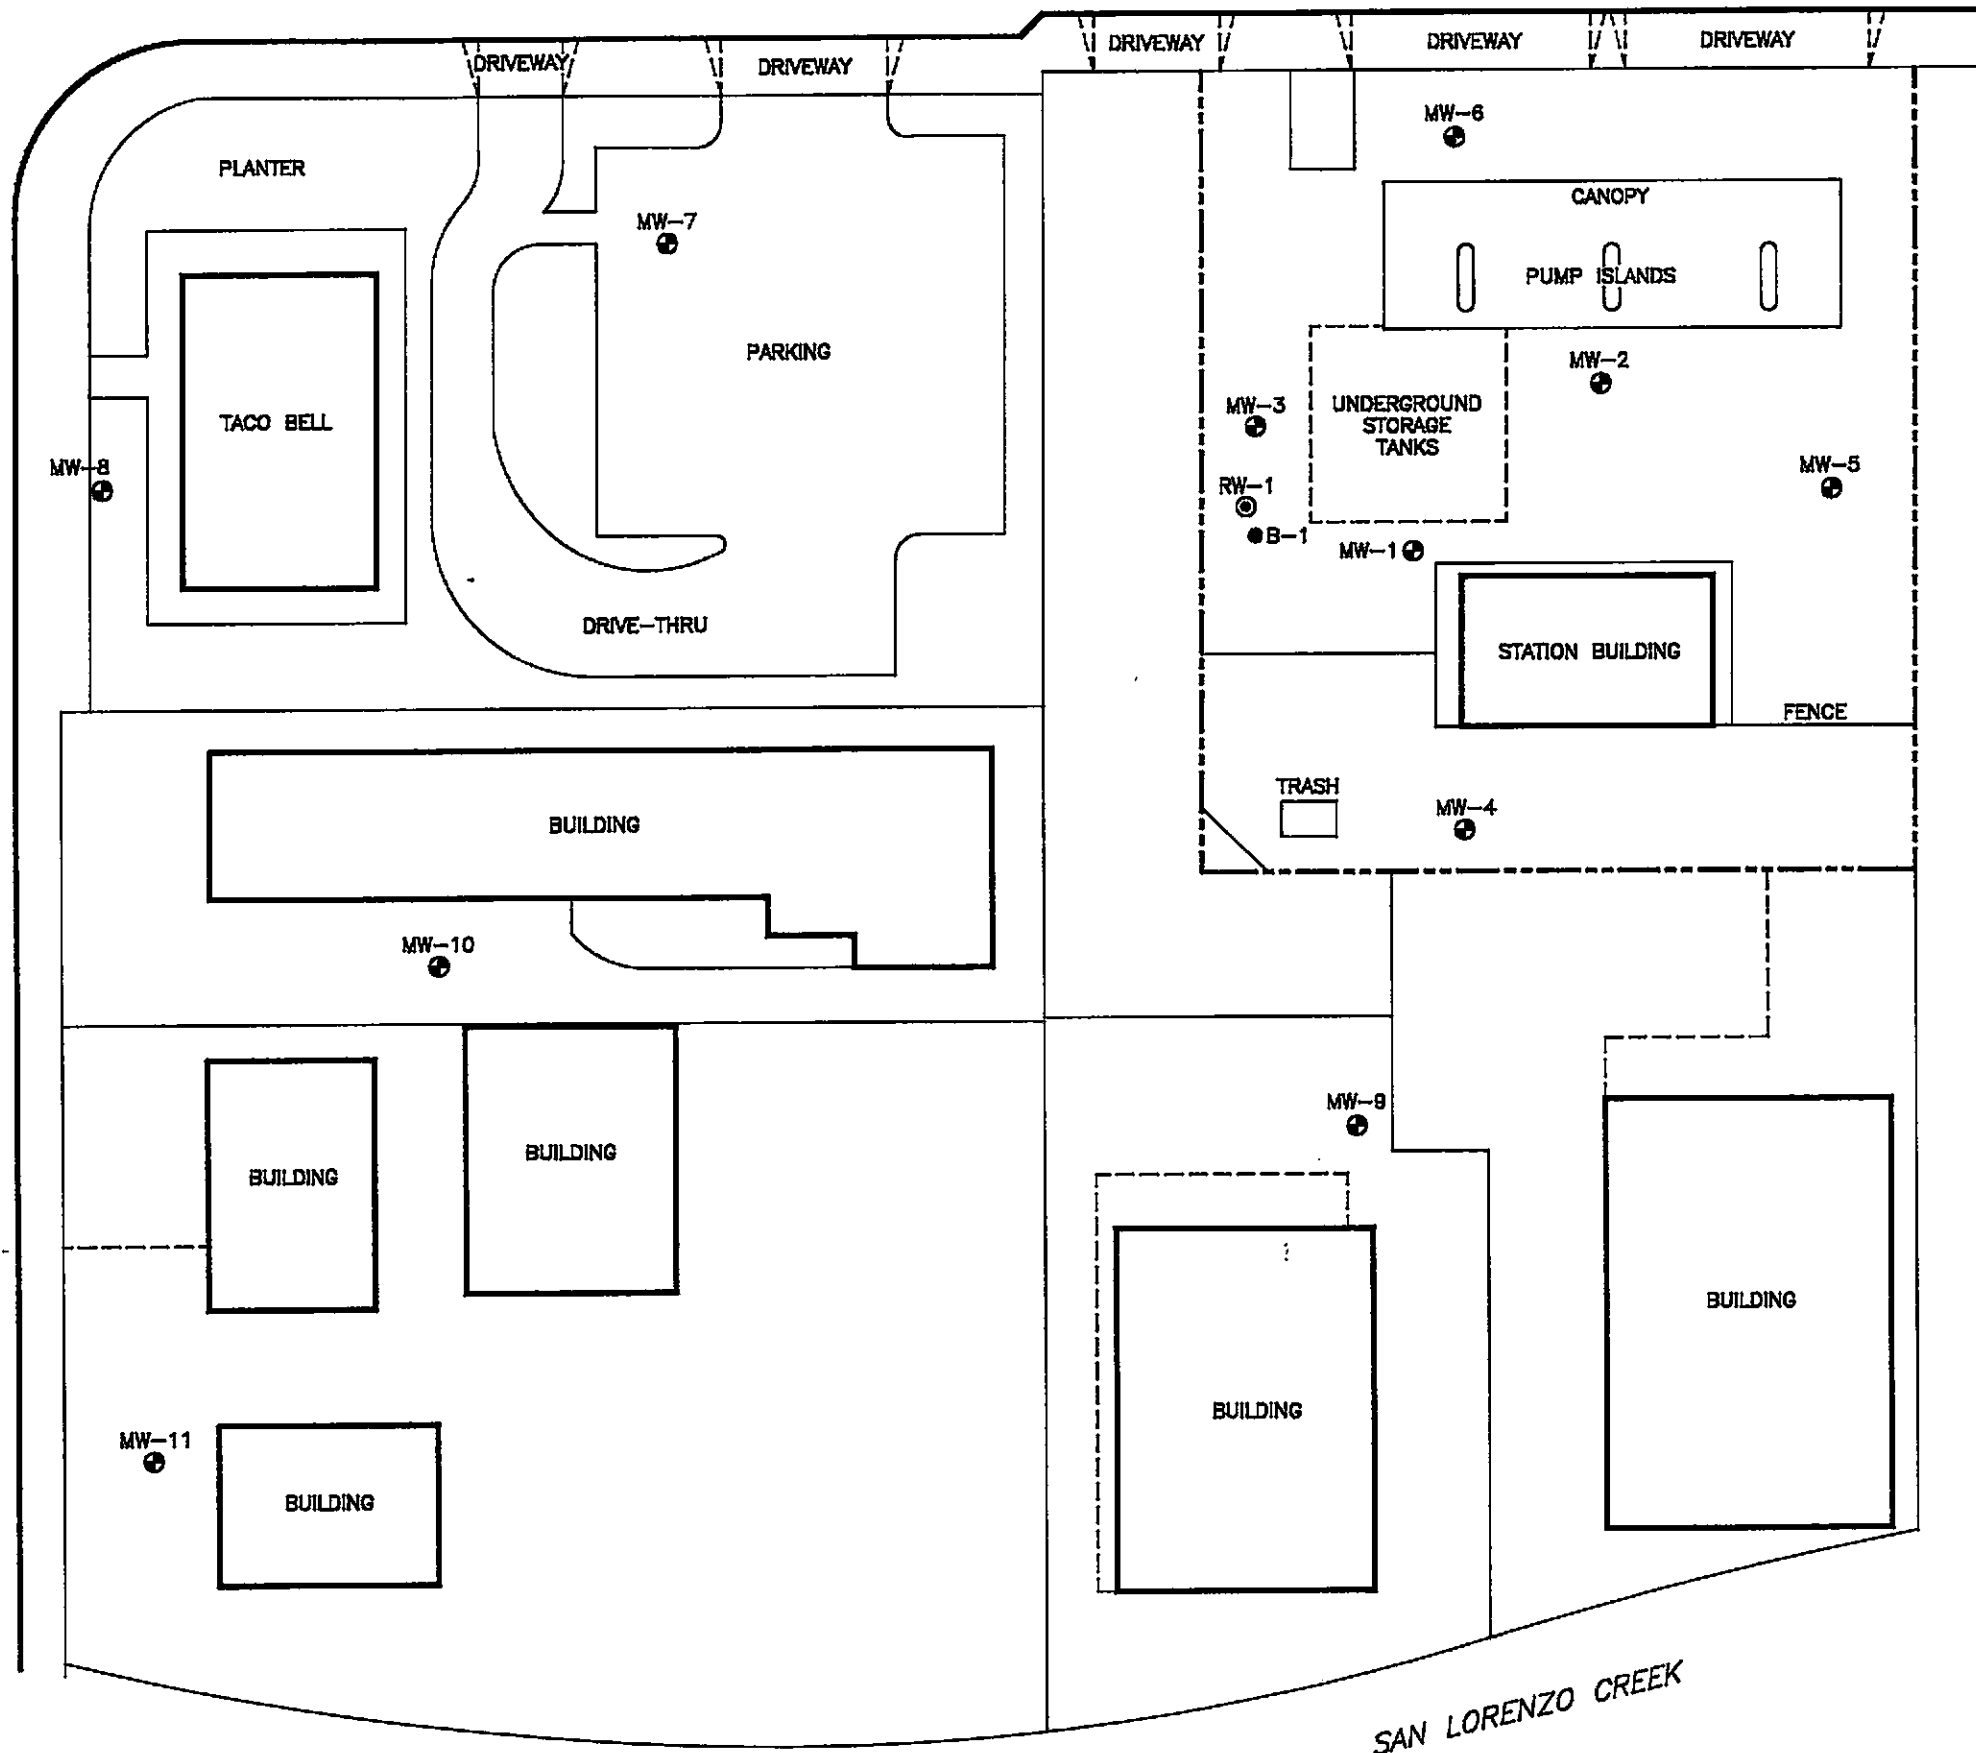 DRIVEWAY
DRIVEWAY
DRIVEWAY
DRIVEWAY
DRIVEWAY
PLANTER
MW-7
MW-6
CANOPY
PUMP ISLANDS
PARKING
TACO BELL
MW-8
MW-2
MW-3
UNDERGROUND
STORAGE
TANKS
MW-5
RW-1
B-1
MW-1
DRIVE-THRU
STATION BUILDING
FENCE
TRASH
MW-4
BUILDING
MW-10
MW-9
BUILDING
BUILDING
BUILDING
BUILDING
MW-11
BUILDING
SAN LORENZO CREEK